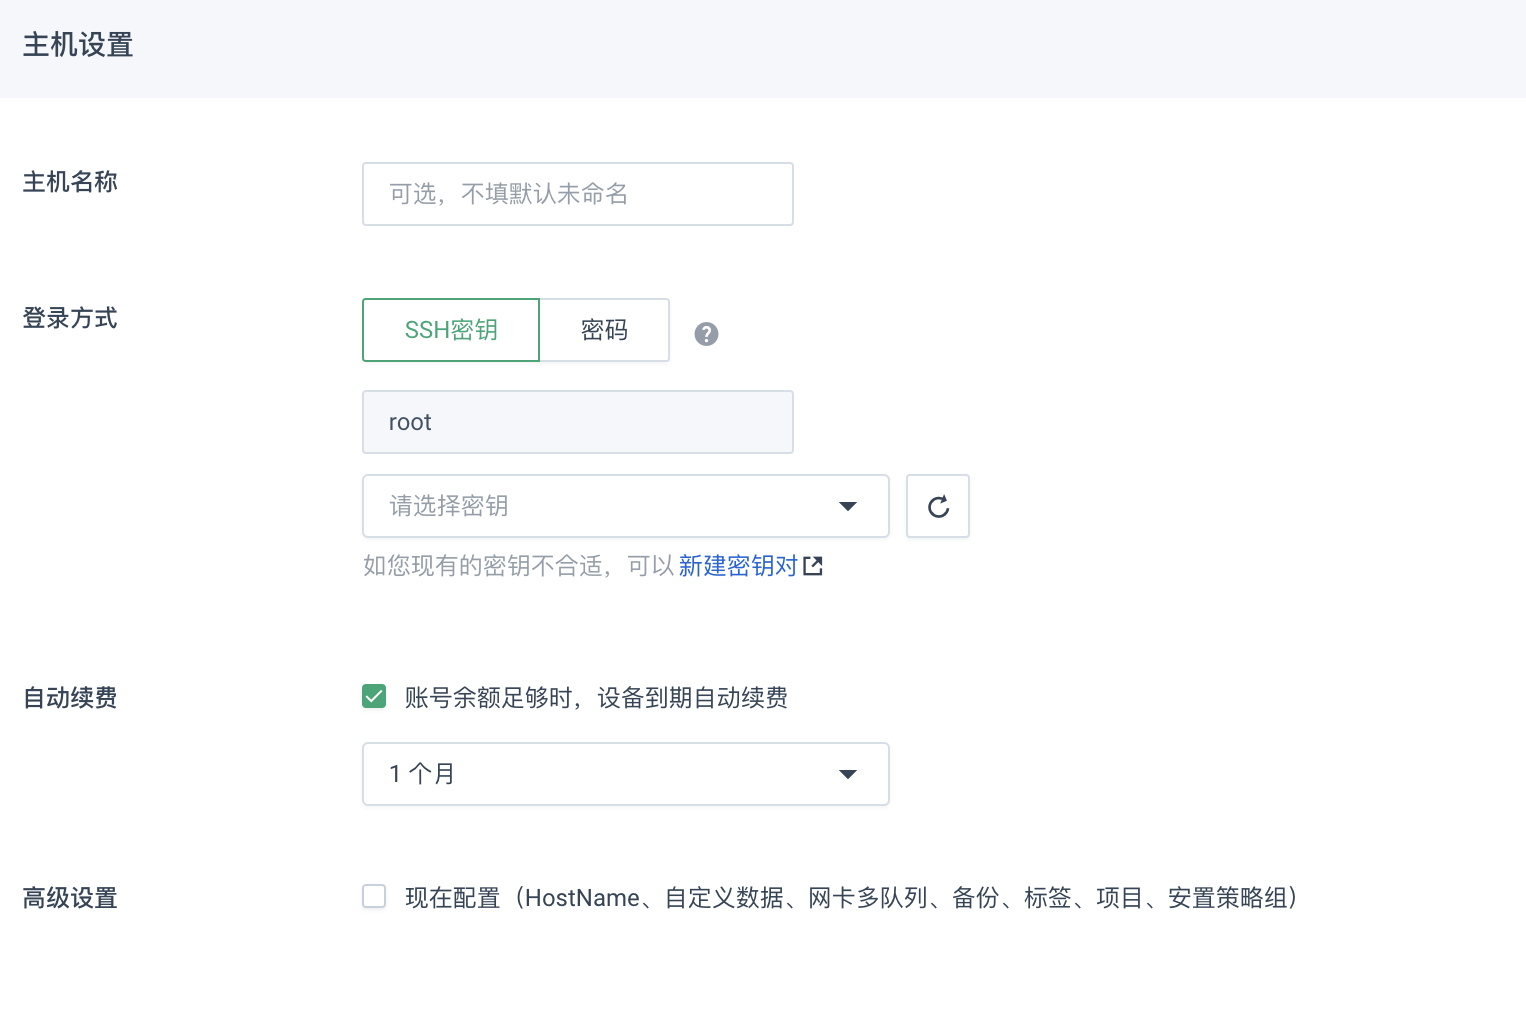 主机设置
主机名称
可选，不填默认未命名
登录方式
SSH密钥
密码
?
root
请选择密钥
如您现有的密钥不合适，可以 新建密钥对
自动续费
账号余额足够时，设备到期自动续费
1 个月
高级设置
现在配置（HostName、自定义数据、网卡多队列、备份、标签、项目、安置策略组）